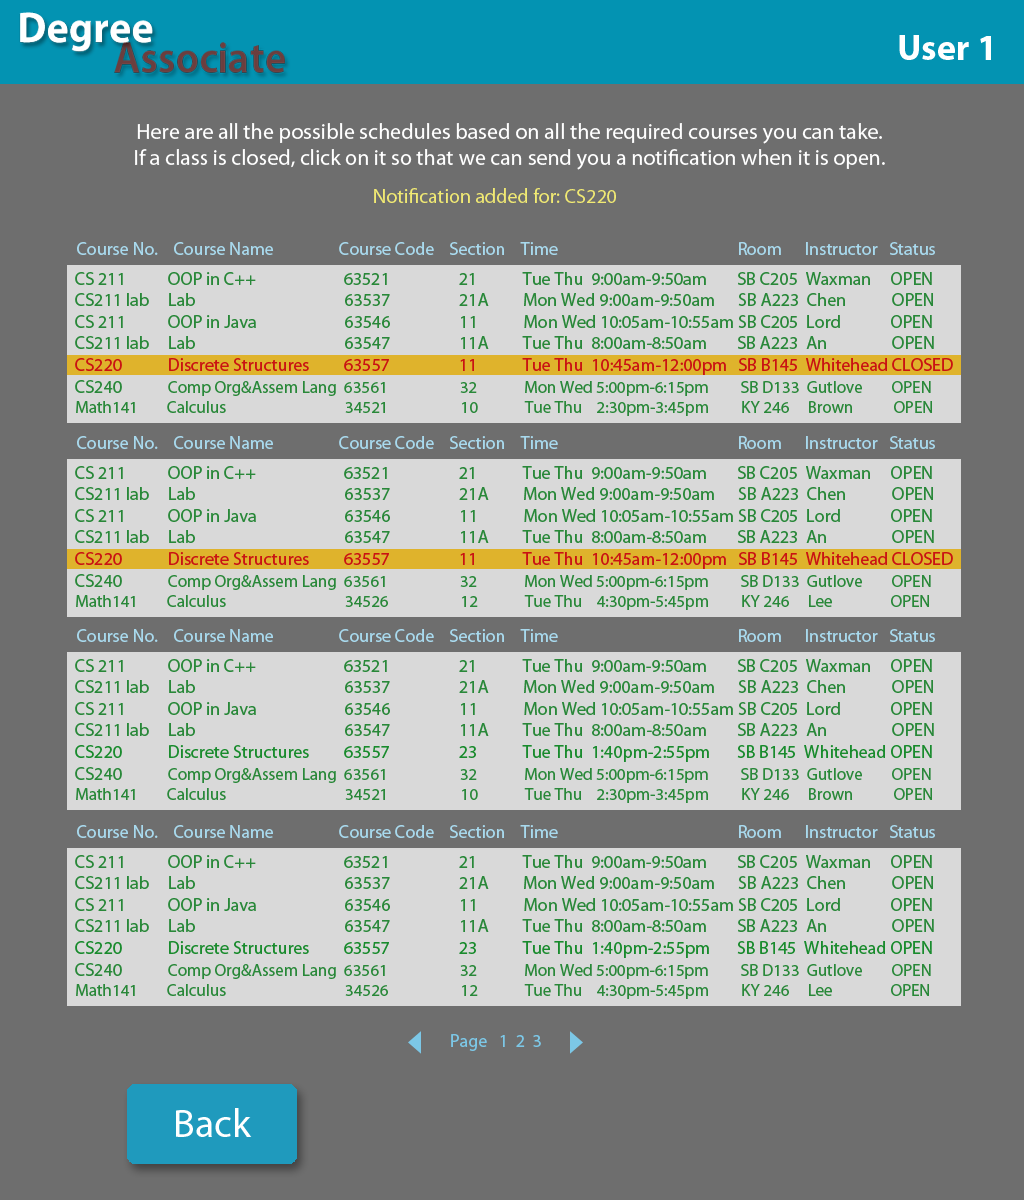 Degree
Associate
User 1
Here are all the possible schedules based on all the required courses you can take.
If a class is closed, click on it so that we can send you a notification when it is open.
Notification added for: CS220
Course No. Course Name Course Code Section Time Room Instructor Status
CS 211 OOP in C++ 63521 21 Tue Thu 9:00am-9:50am SB C205 Waxman OPEN
CS211 lab Lab 63537 21A Mon Wed 9:00am-9:50am SB A223 Chen OPEN
CS 211 OOP in Java 63546 11 Mon Wed 10:05am-10:55am SB C205 Lord OPEN
CS211 lab Lab 63547 11A Tue Thu 8:00am-8:50am SB A223 An OPEN
CS220 Discrete Structures 63557 11 Tue Thu 10:45am-12:00pm SB B145 Whitehead CLOSED
CS240 Comp Org&Assem Lang 63561 32 Mon Wed 5:00pm-6:15pm SB D133 Gutlove OPEN
Math141 Calculus 34521 10 Tue Thu 2:30pm-3:45pm KY 246 Brown OPEN
Course No. Course Name Course Code Section Time Room Instructor Status
CS 211 OOP in C++ 63521 21 Tue Thu 9:00am-9:50am SB C205 Waxman OPEN
CS211 lab Lab 63537 21A Mon Wed 9:00am-9:50am SB A223 Chen OPEN
CS 211 OOP in Java 63546 11 Mon Wed 10:05am-10:55am SB C205 Lord OPEN
CS211 lab Lab 63547 11A Tue Thu 8:00am-8:50am SB A223 An OPEN
CS220 Discrete Structures 63557 11 Tue Thu 10:45am-12:00pm SB B145 Whitehead CLOSED
CS240 Comp Org&Assem Lang 63561 32 Mon Wed 5:00pm-6:15pm SB D133 Gutlove OPEN
Math141 Calculus 34526 12 Tue Thu 4:30pm-5:45pm KY 246 Lee OPEN
Course No. Course Name Course Code Section Time Room Instructor Status
CS 211 OOP in C++ 63521 21 Tue Thu 9:00am-9:50am SB C205 Waxman OPEN
CS211 lab Lab 63537 21A Mon Wed 9:00am-9:50am SB A223 Chen OPEN
CS 211 OOP in Java 63546 11 Mon Wed 10:05am-10:55am SB C205 Lord OPEN
CS211 lab Lab 63547 11A Tue Thu 8:00am-8:50am SB A223 An OPEN
CS220 Discrete Structures 63557 23 Tue Thu 1:40pm-2:55pm SB B145 Whitehead OPEN
CS240 Comp Org&Assem Lang 63561 32 Mon Wed 5:00pm-6:15pm SB D133 Gutlove OPEN
Math141 Calculus 34521 10 Tue Thu 2:30pm-3:45pm KY 246 Brown OPEN
Course No. Course Name Course Code Section Time Room Instructor Status
CS 211 OOP in C++ 63521 21 Tue Thu 9:00am-9:50am SB C205 Waxman OPEN
CS211 lab Lab 63537 21A Mon Wed 9:00am-9:50am SB A223 Chen OPEN
CS 211 OOP in Java 63546 11 Mon Wed 10:05am-10:55am SB C205 Lord OPEN
CS211 lab Lab 63547 11A Tue Thu 8:00am-8:50am SB A223 An OPEN
CS220 Discrete Structures 63557 23 Tue Thu 1:40pm-2:55pm SB B145 Whitehead OPEN
CS240 Comp Org&Assem Lang 63561 32 Mon Wed 5:00pm-6:15pm SB D133 Gutlove OPEN
Math141 Calculus 34526 12 Tue Thu 4:30pm-5:45pm KY 246 Lee OPEN
Page 1 2 3
Back